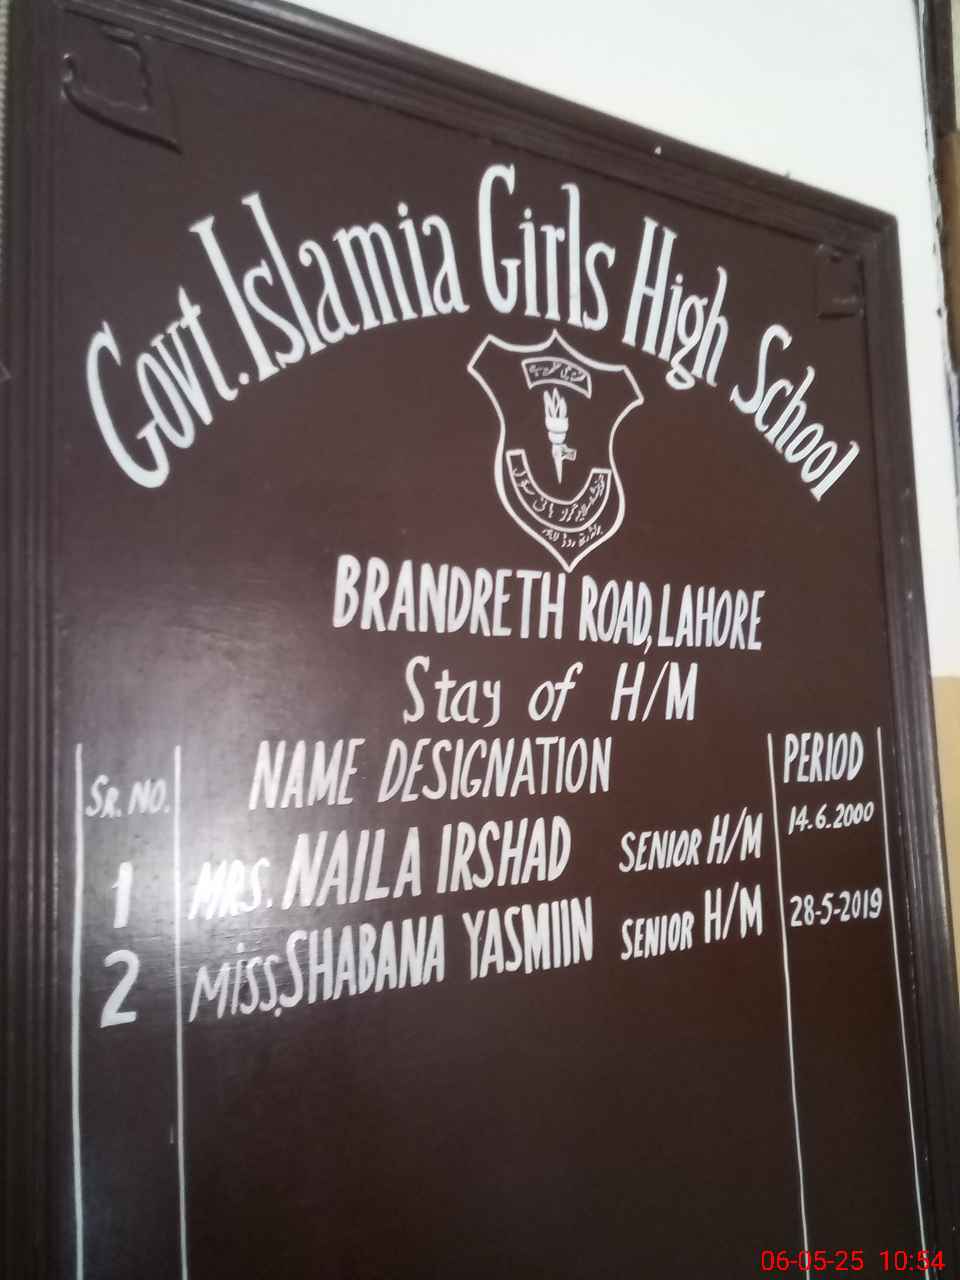 Govt. Islamia Girls High School
BRANDRETH ROAD, LAHORE
Stay of H/M
SR. NO. NAME DESIGNATION PERIOD
1 MRS. NAILA IRSHAD SENIOR H/M 14-6-2000
2 MISS. SHABANA YASMIIN SENIOR H/M 28-5-2019
06-05-25 10:54